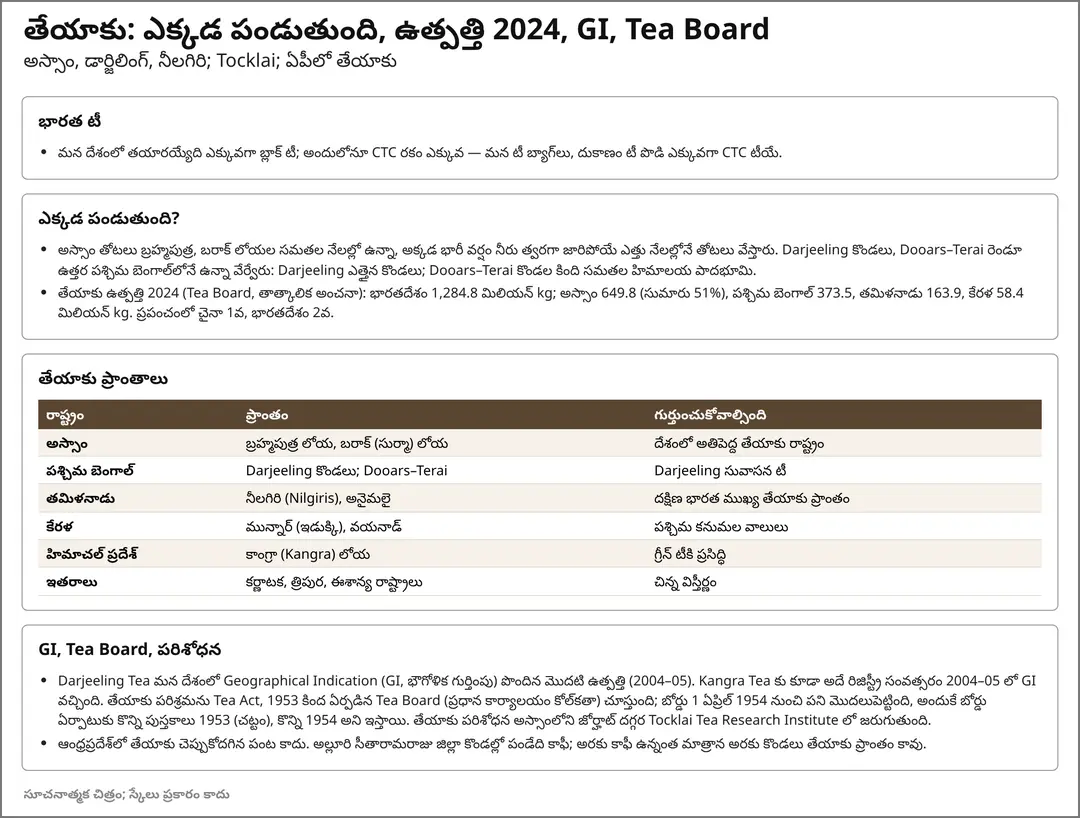 తేయాకు: ఎక్కడ పండుతుంది, ఉత్పత్తి 2024, GI, Tea Board
అస్సాం, డార్జిలింగ్, నీలగిరి; Tocklai; ఏపీలో తేయాకు
భారత టీ
• మన దేశంలో తయారయ్యేది ఎక్కువగా బ్లాక్ టీ; అందులోనూ CTC రకం ఎక్కువ — మన టీ బ్యాగ్‌లు, దుకాణం టీ పొడి ఎక్కువగా CTC టీయే.
ఎక్కడ పండుతుంది?
• అస్సాం తోటలు బ్రహ్మపుత్ర, బరాక్ లోయల సమతల నేలల్లో ఉన్నా, అక్కడ భారీ వర్షం నీరు త్వరగా జారిపోయే ఎత్తు నేలల్లోనే తోటలు వేస్తారు. Darjeeling కొండలు, Dooars–Terai రెండూ
ఉత్తర పశ్చిమ బెంగాల్‌లోనే ఉన్నా వేర్వేరు: Darjeeling ఎత్తైన కొండలు; Dooars–Terai కొండల కింది సమతల హిమాలయ పాదభూమి.
• తేయాకు ఉత్పత్తి 2024 (Tea Board, తాత్కాలిక అంచనా): భారతదేశం 1,284.8 మిలియన్ kg; అస్సాం 649.8 (సుమారు 51%), పశ్చిమ బెంగాల్ 373.5, తమిళనాడు 163.9, కేరళ 58.4
మిలియన్ kg. ప్రపంచంలో చైనా 1వ, భారతదేశం 2వ.
తేయాకు ప్రాంతాలు
రాష్ట్రం ప్రాంతం గుర్తుంచుకోవాల్సింది
అస్సాం బ్రహ్మపుత్ర లోయ, బరాక్ (సుర్మా) లోయ దేశంలో అతిపెద్ద తేయాకు రాష్ట్రం
పశ్చిమ బెంగాల్ Darjeeling కొండలు; Dooars–Terai Darjeeling సువాసన టీ
తమిళనాడు నీలగిరి (Nilgiris), అనైమలై దక్షిణ భారత ముఖ్య తేయాకు ప్రాంతం
కేరళ మున్నార్ (ఇడుక్కి), వయనాడ్ పశ్చిమ కనుమల వాలులు
హిమాచల్ ప్రదేశ్ కాంగ్రా (Kangra) లోయ గ్రీన్ టీకి ప్రసిద్ధి
ఇతరాలు కర్ణాటక, త్రిపుర, ఈశాన్య రాష్ట్రాలు చిన్న విస్తీర్ణం
GI, Tea Board, పరిశోధన
• Darjeeling Tea మన దేశంలో Geographical Indication (GI, భౌగోళిక గుర్తింపు) పొందిన మొదటి ఉత్పత్తి (2004–05). Kangra Tea కు కూడా అదే రిజిస్ట్రీ సంవత్సరం 2004–05 లో GI
వచ్చింది. తేయాకు పరిశ్రమను Tea Act, 1953 కింద ఏర్పడిన Tea Board (ప్రధాన కార్యాలయం కోల్‌కతా) చూస్తుంది; బోర్డు 1 ఏప్రిల్ 1954 నుంచి పని మొదలుపెట్టింది, అందుకే బోర్డు
ఏర్పాటుకు కొన్ని పుస్తకాలు 1953 (చట్టం), కొన్ని 1954 అని ఇస్తాయి. తేయాకు పరిశోధన అస్సాంలోని జోర్హాట్ దగ్గర Tocklai Tea Research Institute లో జరుగుతుంది.
• ఆంధ్రప్రదేశ్‌లో తేయాకు చెప్పుకోదగిన పంట కాదు. అల్లూరి సీతారామరాజు జిల్లా కొండల్లో పండేది కాఫీ; అరకు కాఫీ ఉన్నంత మాత్రాన అరకు కొండలు తేయాకు ప్రాంతం కావు.
సూచనాత్మక చిత్రం; స్కేలు ప్రకారం కాదు